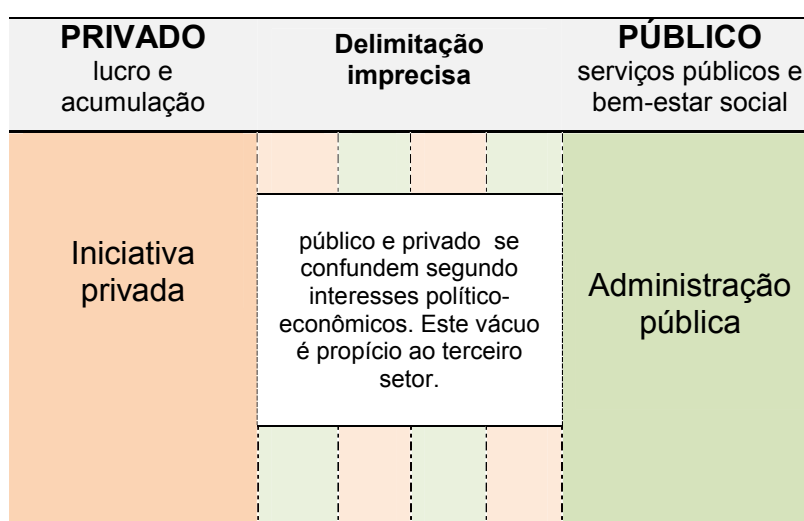 PRIVADO
lucro e
acumulação
Delimitação
imprecisa
PÚBLICO
serviços públicos e
bem-estar social
Iniciativa
privada
público e privado se
confundem segundo
interesses político-
econômicos. Este vácuo
é propício ao terceiro
setor.
Administração
pública